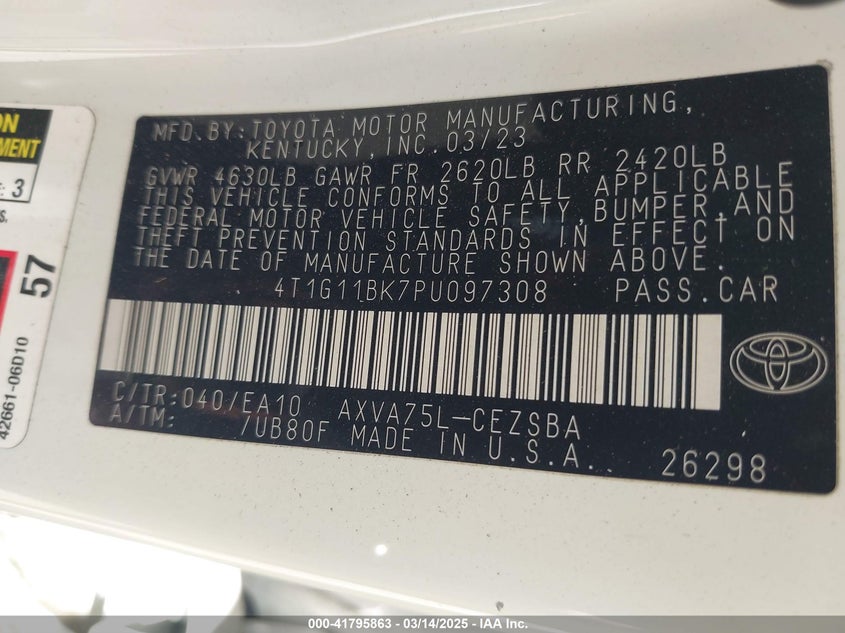 ON
MENT
: 3
s.
57
42661-06D10
MFD.BY:TOYOTA MOTOR MANUFACTURING,
KENTUCKY,INC.03/23
GVWR 4630LB GAWR FR 2620LB RR 2420LB
THIS VEHICLE CONFORMS TO ALL APPLICABLE
FEDERAL MOTOR VEHICLE SAFETY,BUMPER,AND
THEFT PREVENTION STANDARDS IN EFFECT ON
THE DATE OF MANUFACTURE SHOWN ABOVE.
4T1G11BK7PU097308 PASS.CAR
C/TR:040/EA10 AXVA75L-CEZSBA
A/TM: /UB80F MADE IN U.S.A. 26298
000-41795863 — 03/14/2025 — IAA Inc.